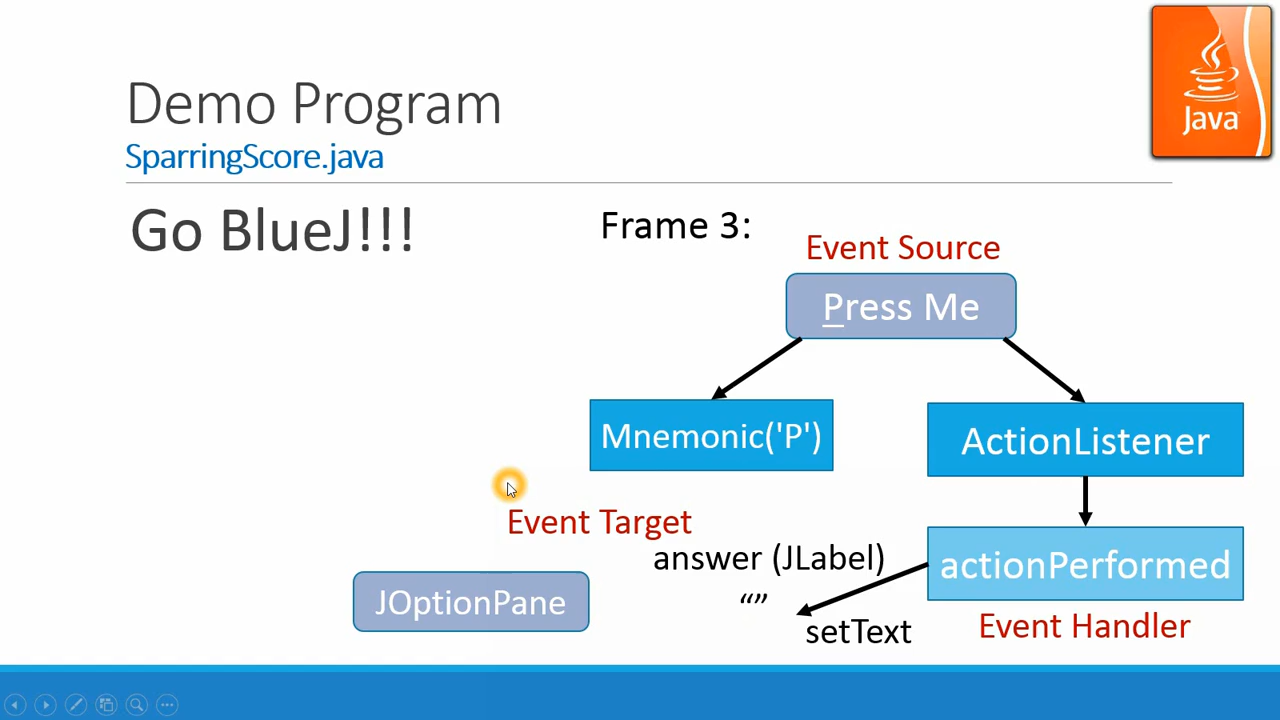 Demo Program
SparringScore.java
Java
Go BlueJ!!!
Frame 3:
Event Source
Press Me
Mnemonic('P')
ActionListener
Event Target
answer (JLabel)
actionPerformed
JOptionPane
“”
setText
Event Handler